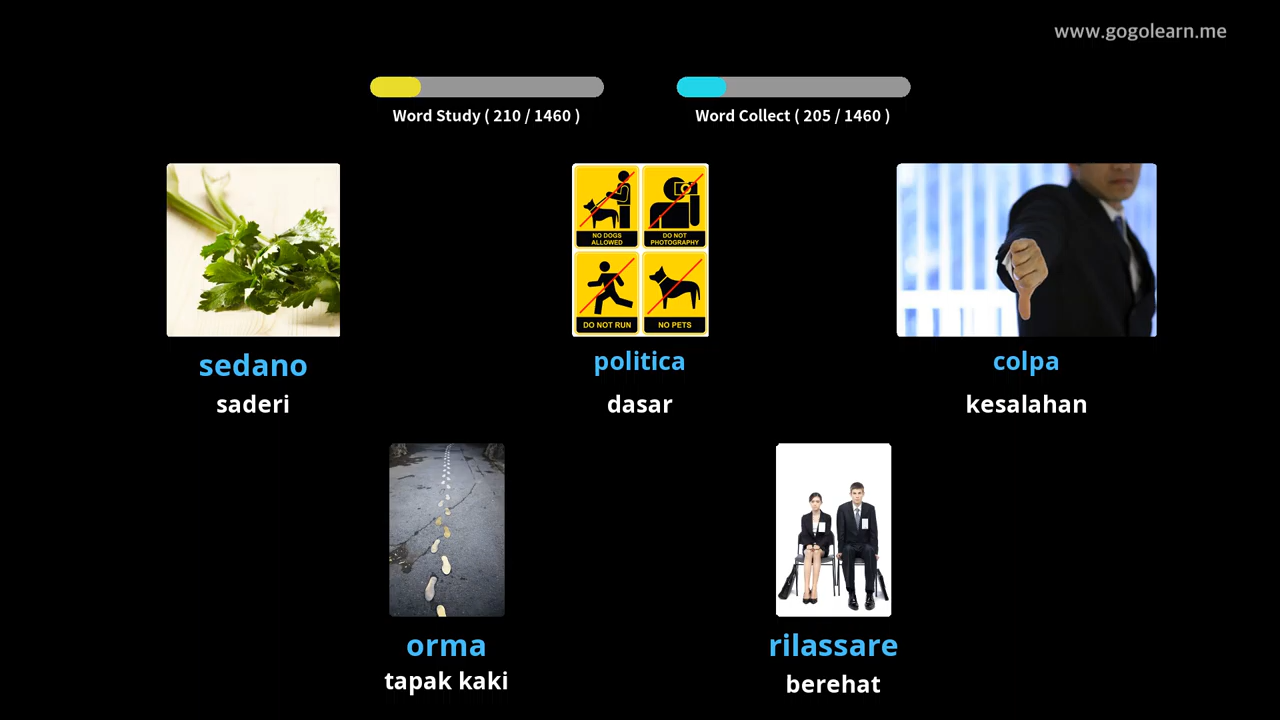 www.gogolearn.me
Word Study ( 210 / 1460 )
Word Collect ( 205 / 1460 )
NO DOGS
ALLOWED
DO NOT
PHOTOGRAPHY
DO NOT RUN
NO PETS
sedano
politica
colpa
saderi
dasar
kesalahan
orma
rilassare
tapak kaki
berehat